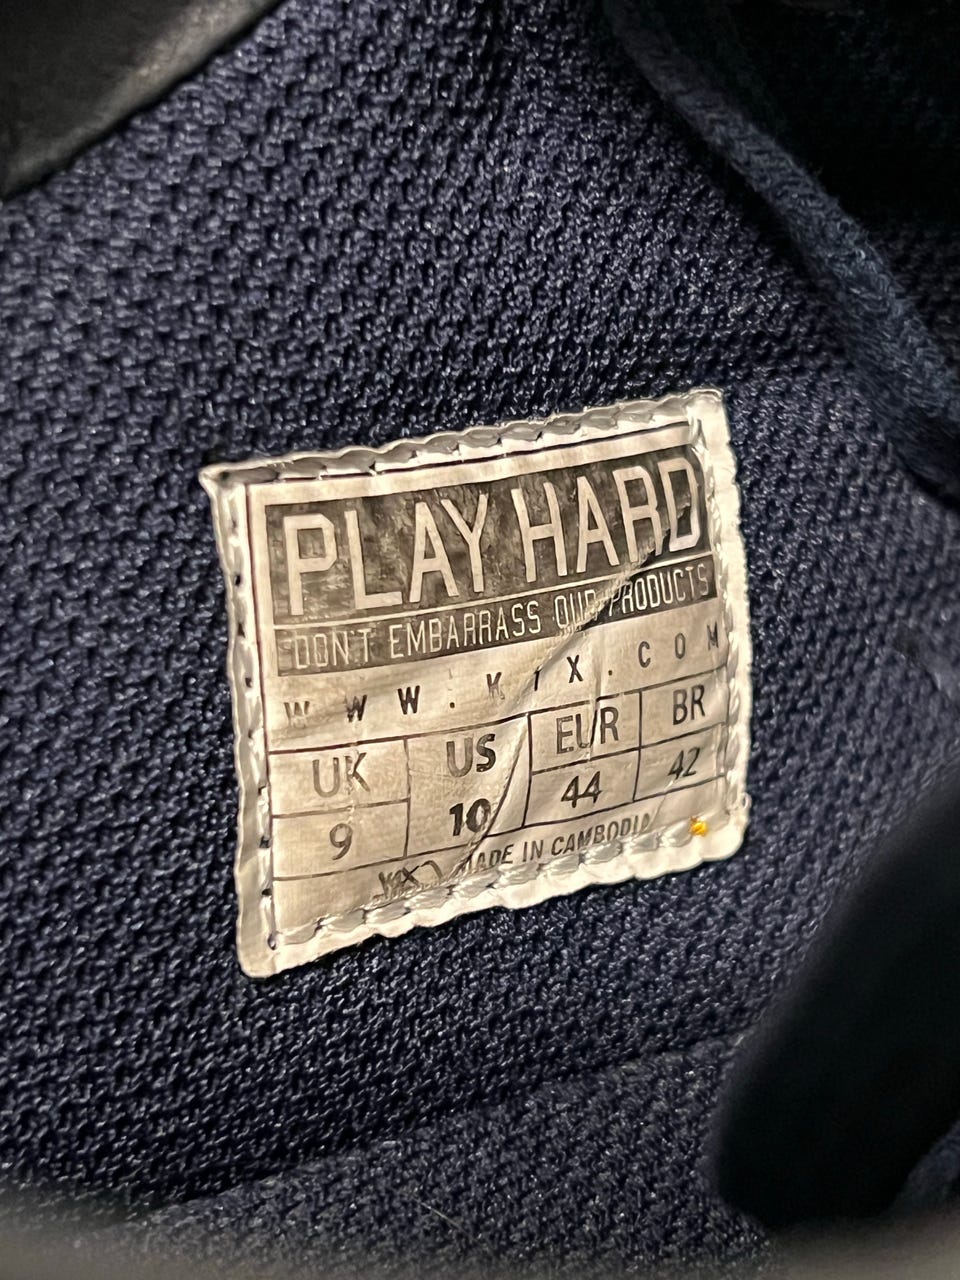 PLAY HARD
DON'T EMBARRASS OUR PRODUCTS
WWW.K1X.COM
UK US EUR BR
9 10 44 42
MADE IN CAMBODIA